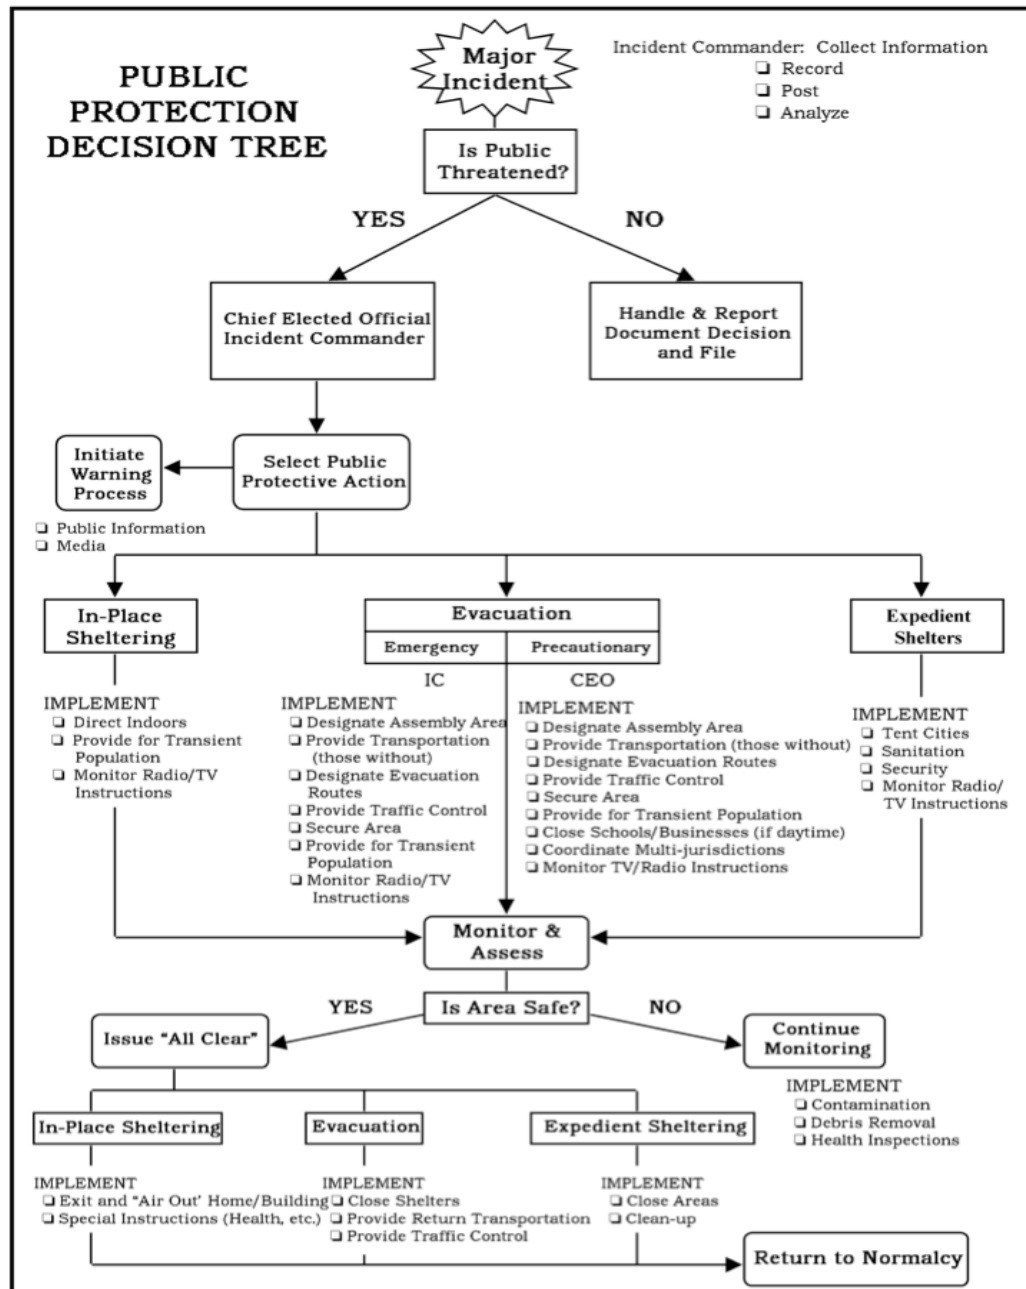 PUBLIC
PROTECTION
DECISION TREE
Major
Incident
Incident Commander: Collect Information
❏ Record
❏ Post
❏ Analyze
Is Public
Threatened?
YES
NO
Chief Elected Official
Incident Commander
Handle & Report
Document Decision
and File
Initiate
Warning
Process
Select Public
Protective Action
❏ Public Information
❏ Media
In-Place
Sheltering
Evacuation
Emergency
Precautionary
Expedient
Shelters
IC
CEO
IMPLEMENT
❏ Direct Indoors
❏ Provide for Transient
Population
❏ Monitor Radio/TV
Instructions
IMPLEMENT
❏ Designate Assembly Area
❏ Provide Transportation
(those without)
❏ Designate Evacuation
Routes
❏ Provide Traffic Control
❏ Secure Area
❏ Provide for Transient
Population
❏ Monitor Radio/TV
Instructions
IMPLEMENT
❏ Designate Assembly Area
❏ Provide Transportation (those without)
❏ Designate Evacuation Routes
❏ Provide Traffic Control
❏ Secure Area
❏ Provide for Transient Population
❏ Close Schools/Businesses (if daytime)
❏ Coordinate Multi-jurisdictions
❏ Monitor TV/Radio Instructions
IMPLEMENT
❏ Tent Cities
❏ Sanitation
❏ Security
❏ Monitor Radio/
TV Instructions
Monitor &
Assess
Is Area Safe?
YES
NO
Issue “All Clear”
Continue
Monitoring
IMPLEMENT
❏ Contamination
❏ Debris Removal
❏ Health Inspections
In-Place Sheltering
Evacuation
Expedient Sheltering
IMPLEMENT
❏ Exit and “Air Out’ Home/Building
❏ Special Instructions (Health, etc.)
IMPLEMENT
❏ Close Shelters
❏ Provide Return Transportation
❏ Provide Traffic Control
IMPLEMENT
❏ Close Areas
❏ Clean-up
Return to Normalcy